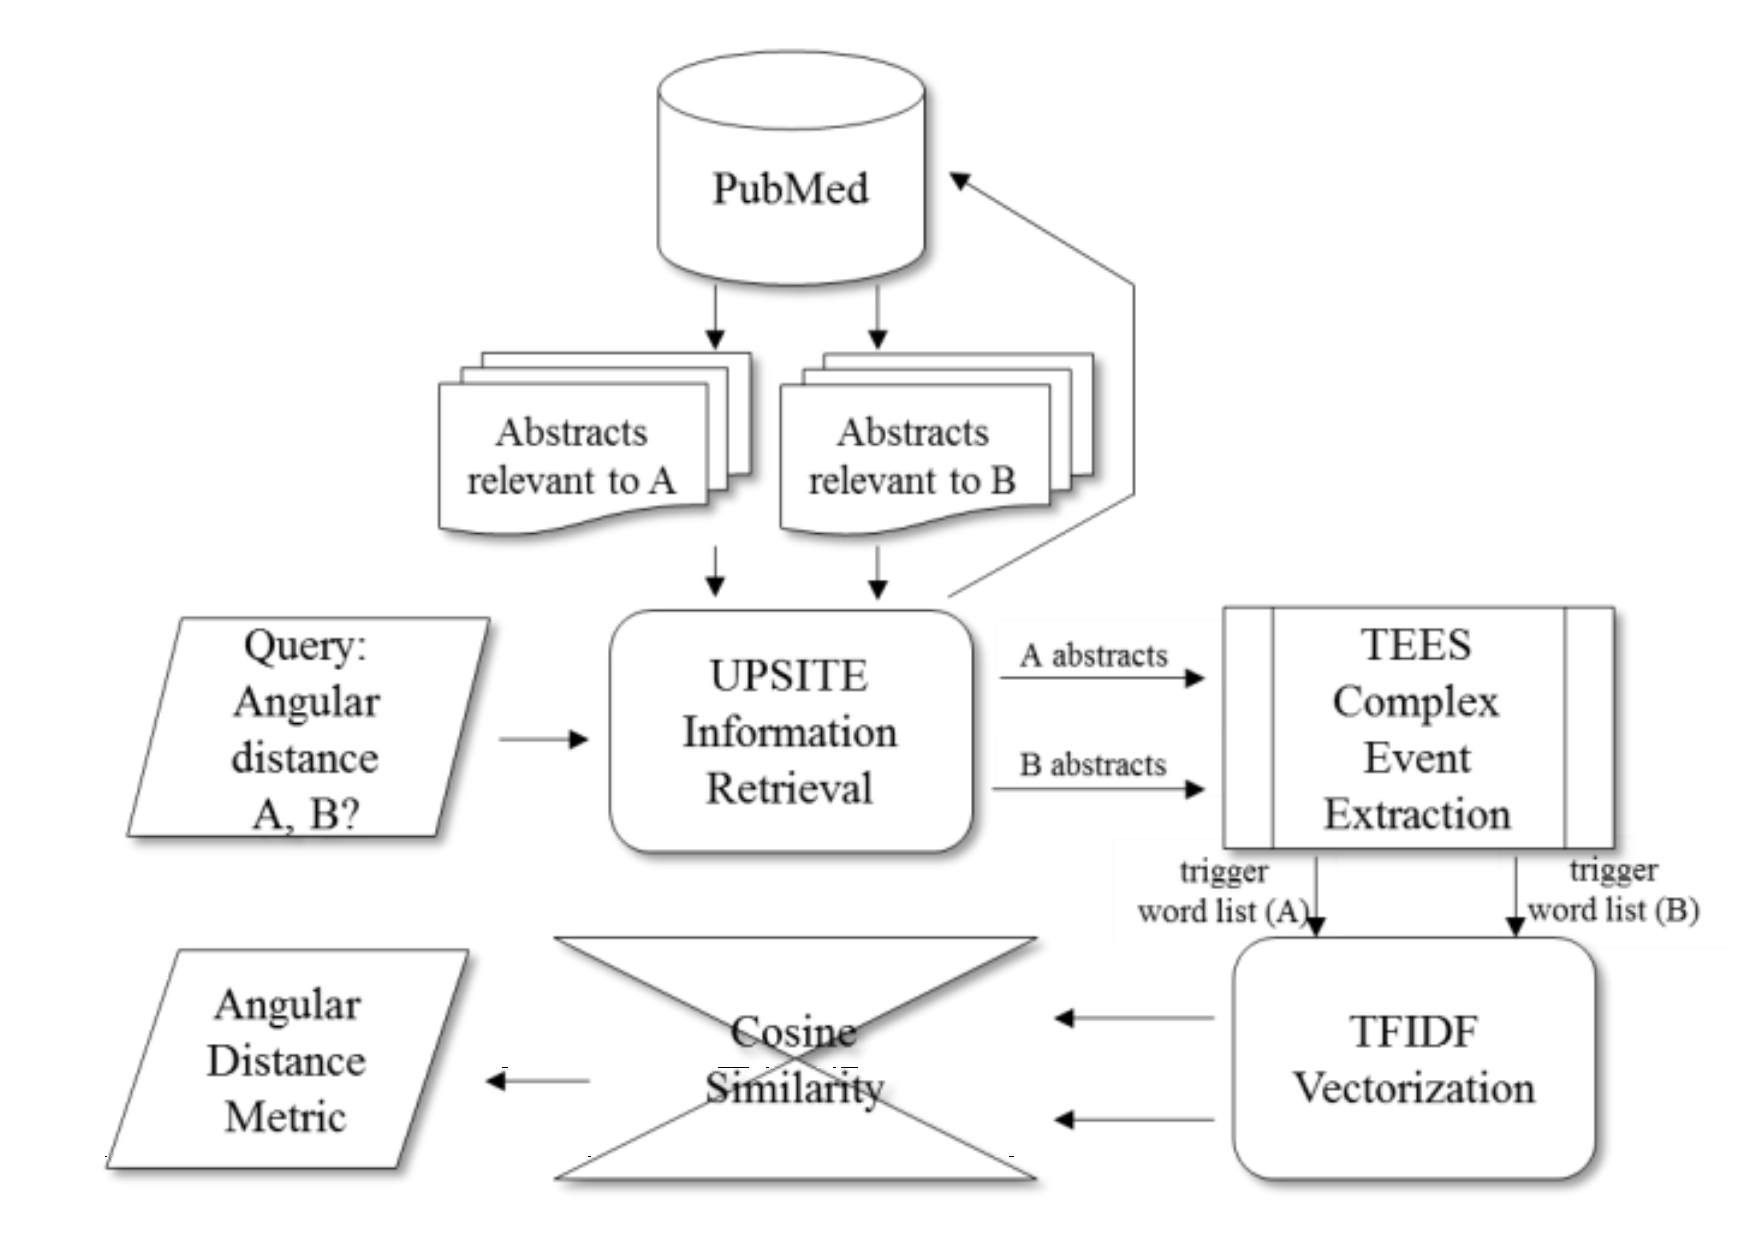 PubMed
Abstracts
relevant to A
Abstracts
relevant to B
Query:
Angular
distance
A, B?
UPSITE
Information
Retrieval
A abstracts
B abstracts
TEES
Complex
Event
Extraction
trigger
word list (A)
trigger
word list (B)
Angular
Distance
Metric
Cosine
Similarity
TFIDF
Vectorization